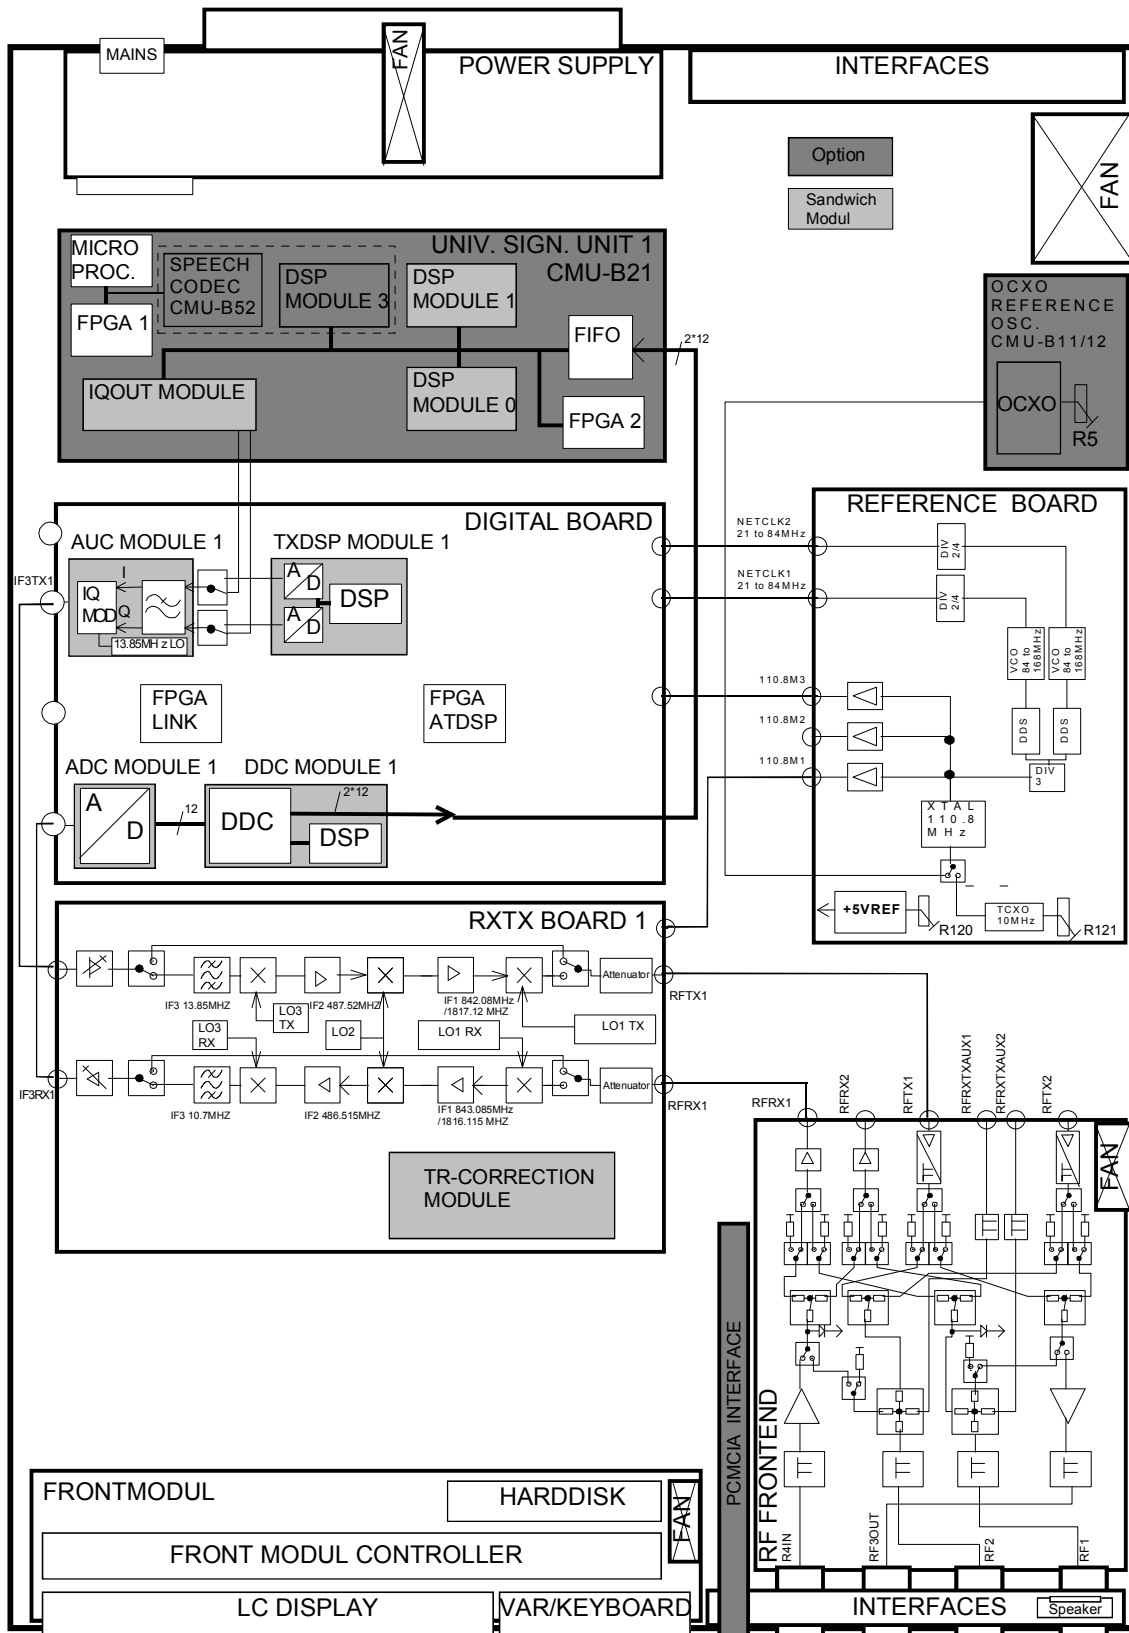 MAINS
FAN
POWER SUPPLY
INTERFACES
Option
Sandwich
Modul
FAN
UNIV. SIGN. UNIT 1
CMU-B21
MICRO
PROC.
SPEECH
CODEC
CMU-B52
DSP
MODULE 3
DSP
MODULE 1
FPGA 1
FIFO
2*12
IQOUT MODULE
DSP
MODULE 0
FPGA 2
OCXO
REFERENCE
OSC.
CMU-B11/12
OCXO
R5
DIGITAL BOARD
AUC MODULE 1
TXDSP MODULE 1
IF3TX1
IQ
MOD
I
Q
13.85MHz LO
A
D
A
D
DSP
FPGA
LINK
FPGA
ATDSP
ADC MODULE 1
DDC MODULE 1
A
D
12
DDC
2*12
DSP
REFERENCE BOARD
NETCLK2
21 to 84MHz
DIV
2/4
NETCLK1
21 to 84MHz
DIV
2/4
VCO
84 to
168MHz
VCO
84 to
168MHz
110.8M3
DDS
DDS
110.8M2
110.8M1
DIV
3
XTAL
110.8
MHz
+5VREF
R120
TCXO
10MHz
R121
RXTX BOARD 1
Attenuator
RFTX1
IF3 13.85MHZ
IF2 487.52MHZ
IF1 842.08MHz
/1817.12 MHZ
LO3
TX
LO3
RX
LO2
LO1 RX
LO1 TX
IF3RX1
Attenuator
RFRX1
IF3 10.7MHZ
IF2 486.515MHZ
IF1 843.085MHz
/1816.115 MHZ
TR-CORRECTION
MODULE
RFRX1
RFRX2
RFTX1
RFRXTXAUX1
RFRXTXAUX2
RFTX2
FAN
PCMCIA INTERFACE
RF FRONTEND
R4IN
RF3OUT
RF2
RF1
FRONTMODUL
HARDDISK
FAN
FRONT MODUL CONTROLLER
LC DISPLAY
VAR/KEYBOARD
INTERFACES
Speaker